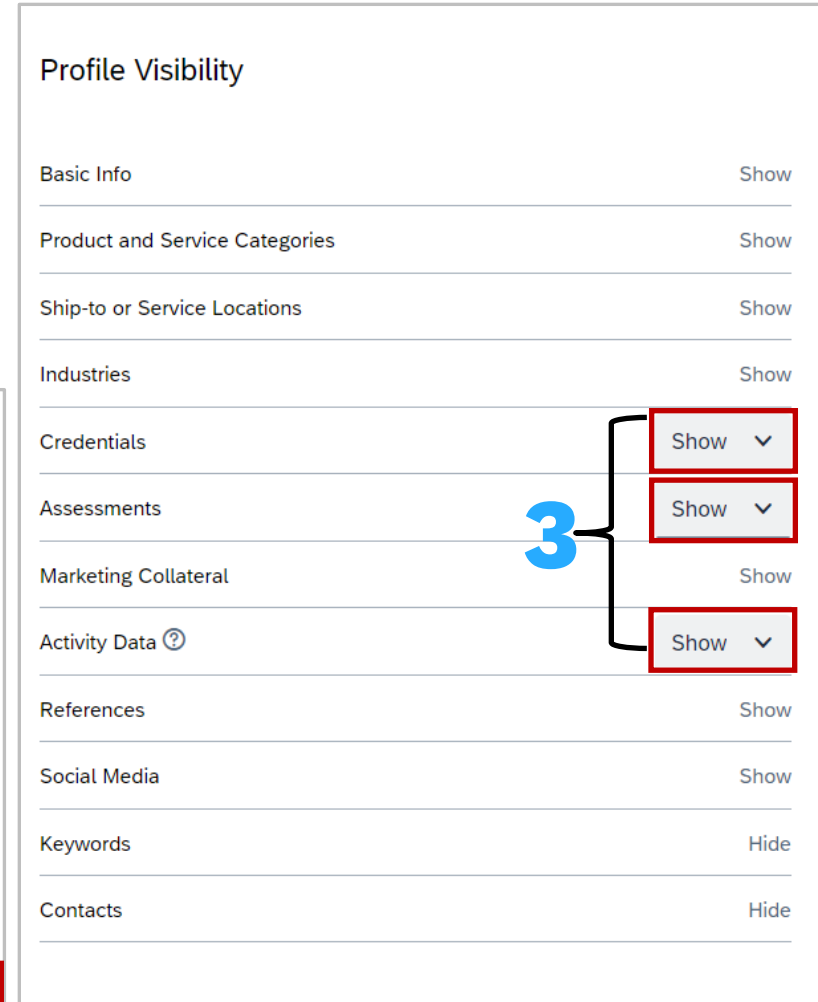 Profile Visibility
Basic Info Show
Product and Service Categories Show
Ship-to or Service Locations Show
Industries Show
Credentials Show
Assessments Show
3
Marketing Collateral Show
Activity Data ? Show
References Show
Social Media Show
Keywords Hide
Contacts Hide